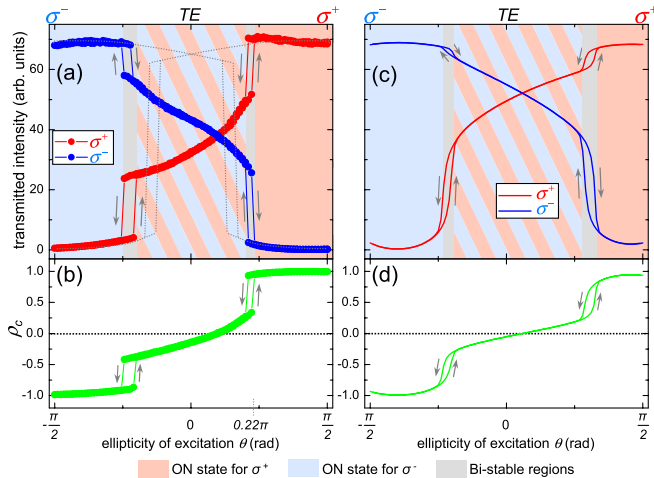 σ⁻ TE σ⁺ σ⁻ TE σ⁺
transmitted intensity (arb. units)
60
40
20
0
(a)
σ⁺
σ⁻
(c)
σ⁺
σ⁻
ρc
1.0
0.5
0.0
-0.5
-1.0
(b)
(d)
-π/2 0 0.22π π/2 -π/2 0 π/2
ellipticity of excitation θ (rad) ellipticity of excitation θ (rad)
ON state for σ⁺ ON state for σ⁻ Bi-stable regions